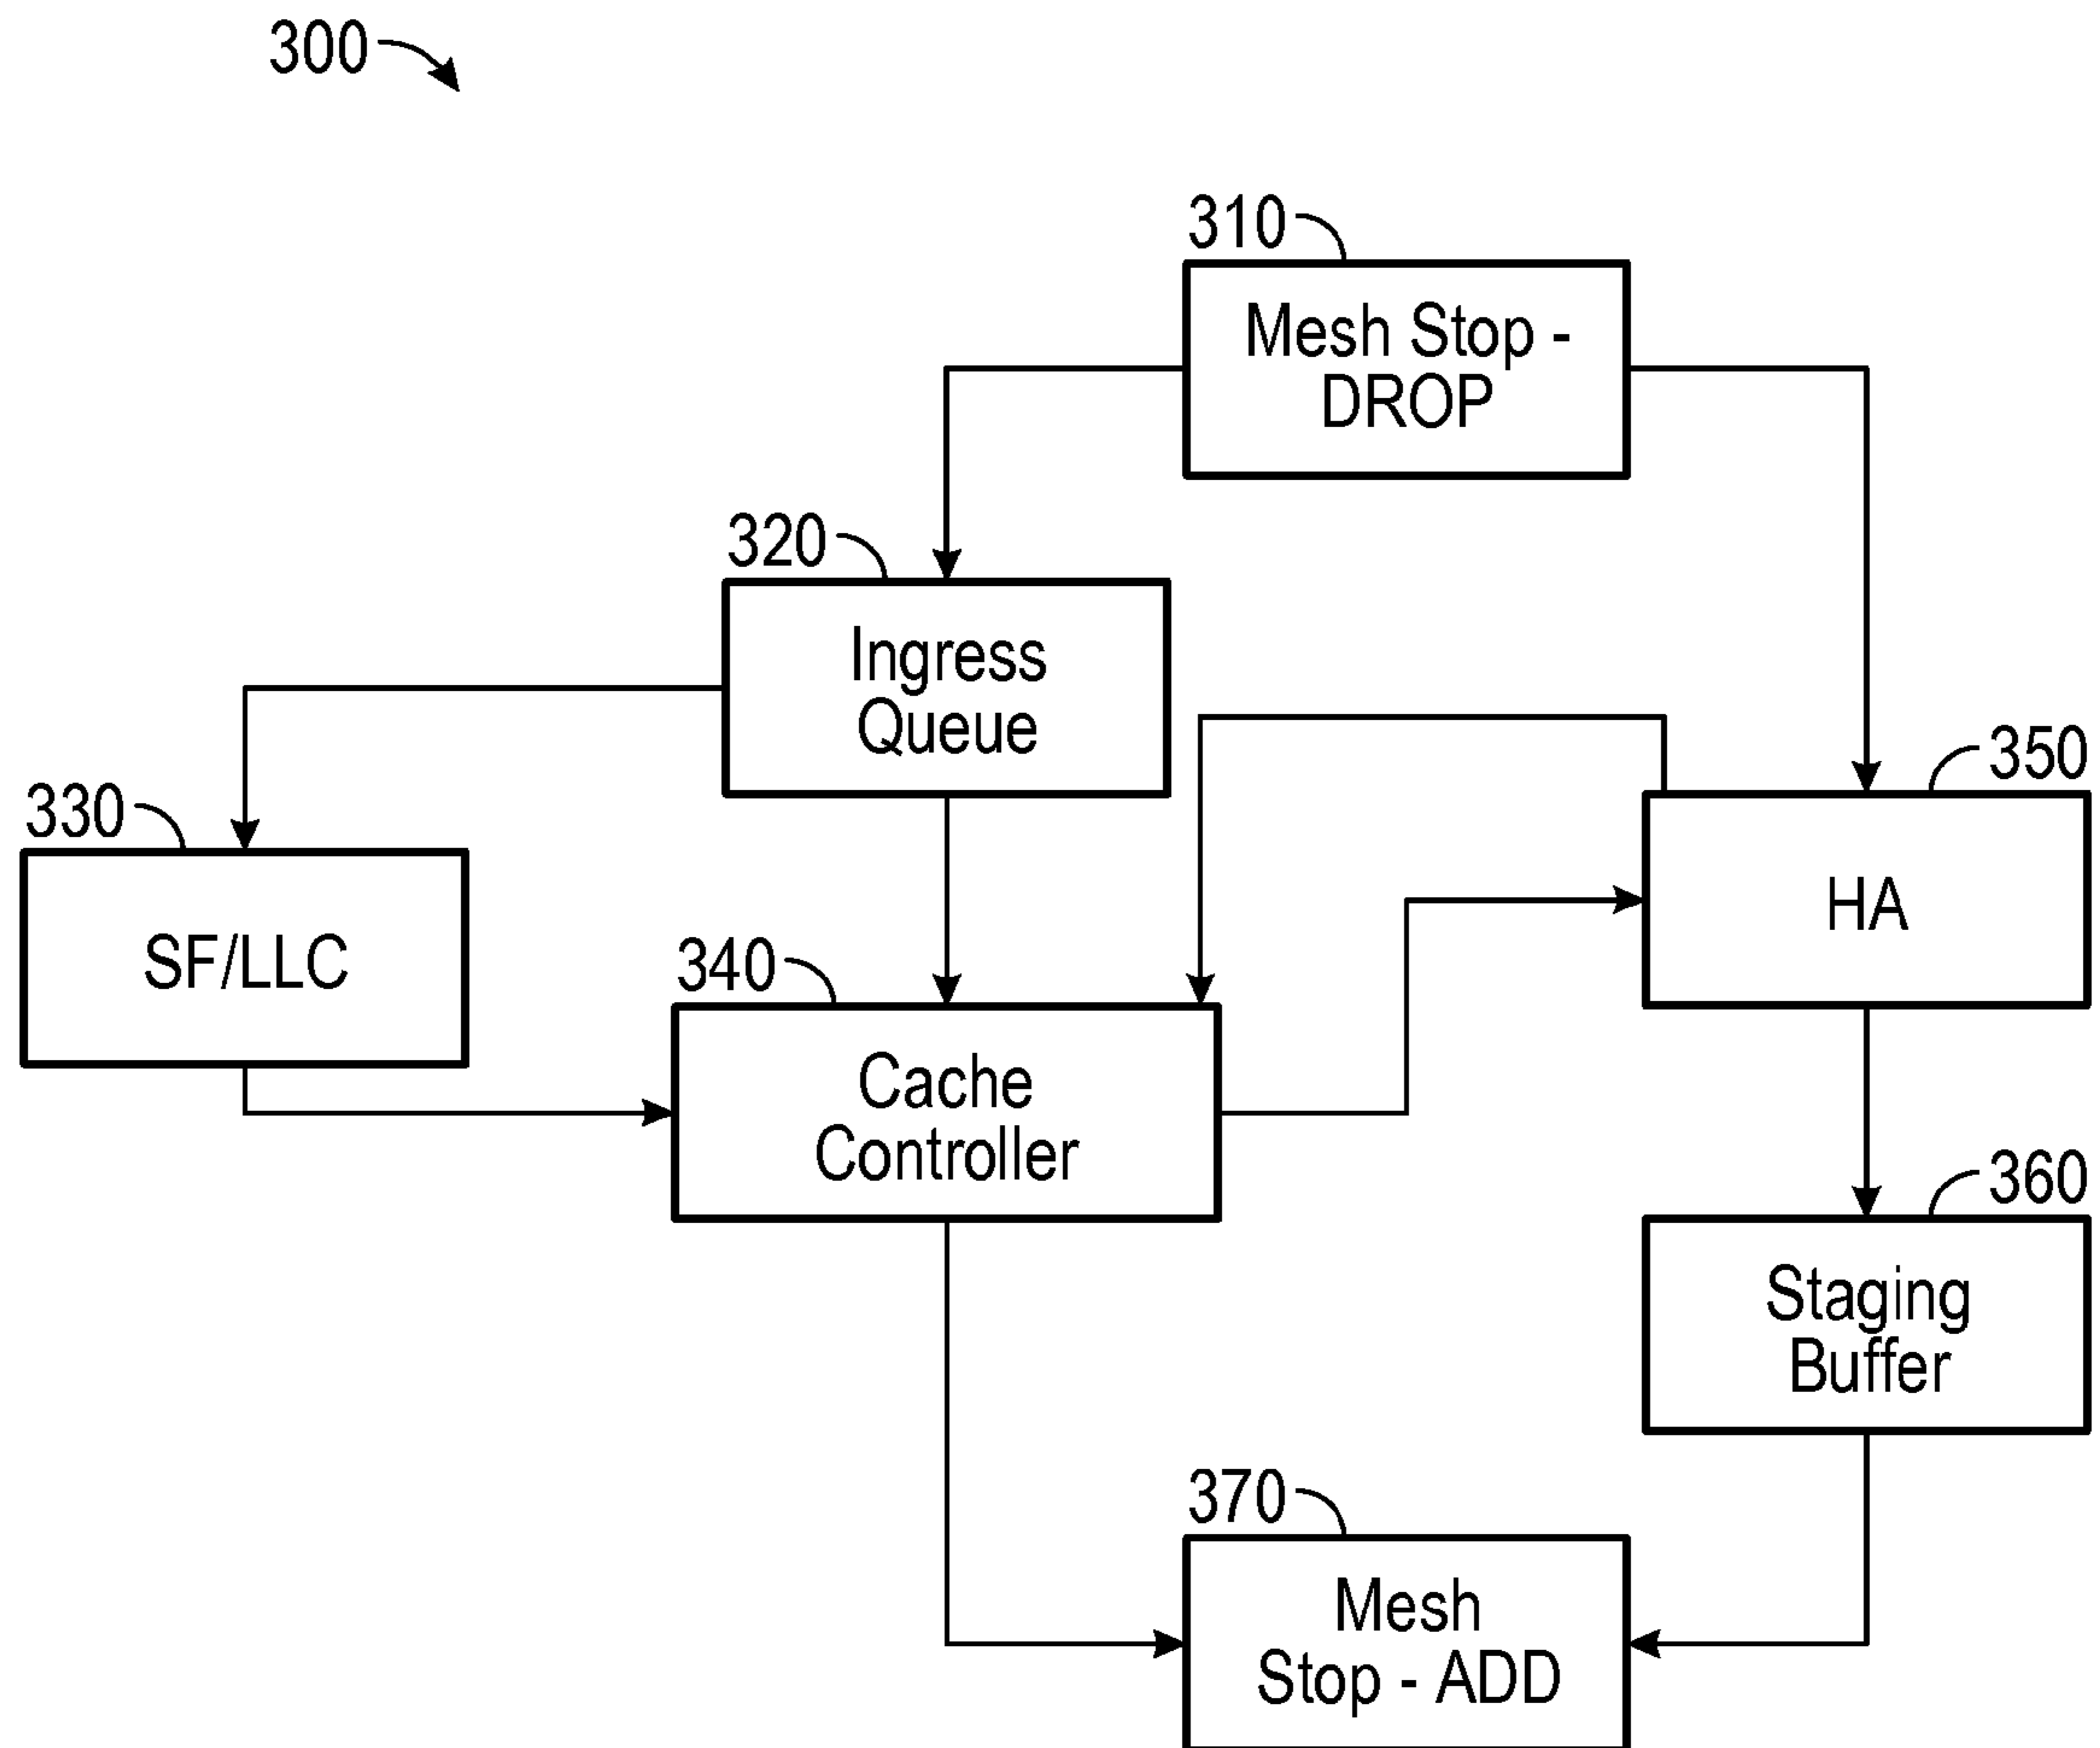 300
310
Mesh Stop -
DROP
320
Ingress
Queue
330
SF/LLC
340
Cache
Controller
350
HA
360
Staging
Buffer
370
Mesh
Stop - ADD